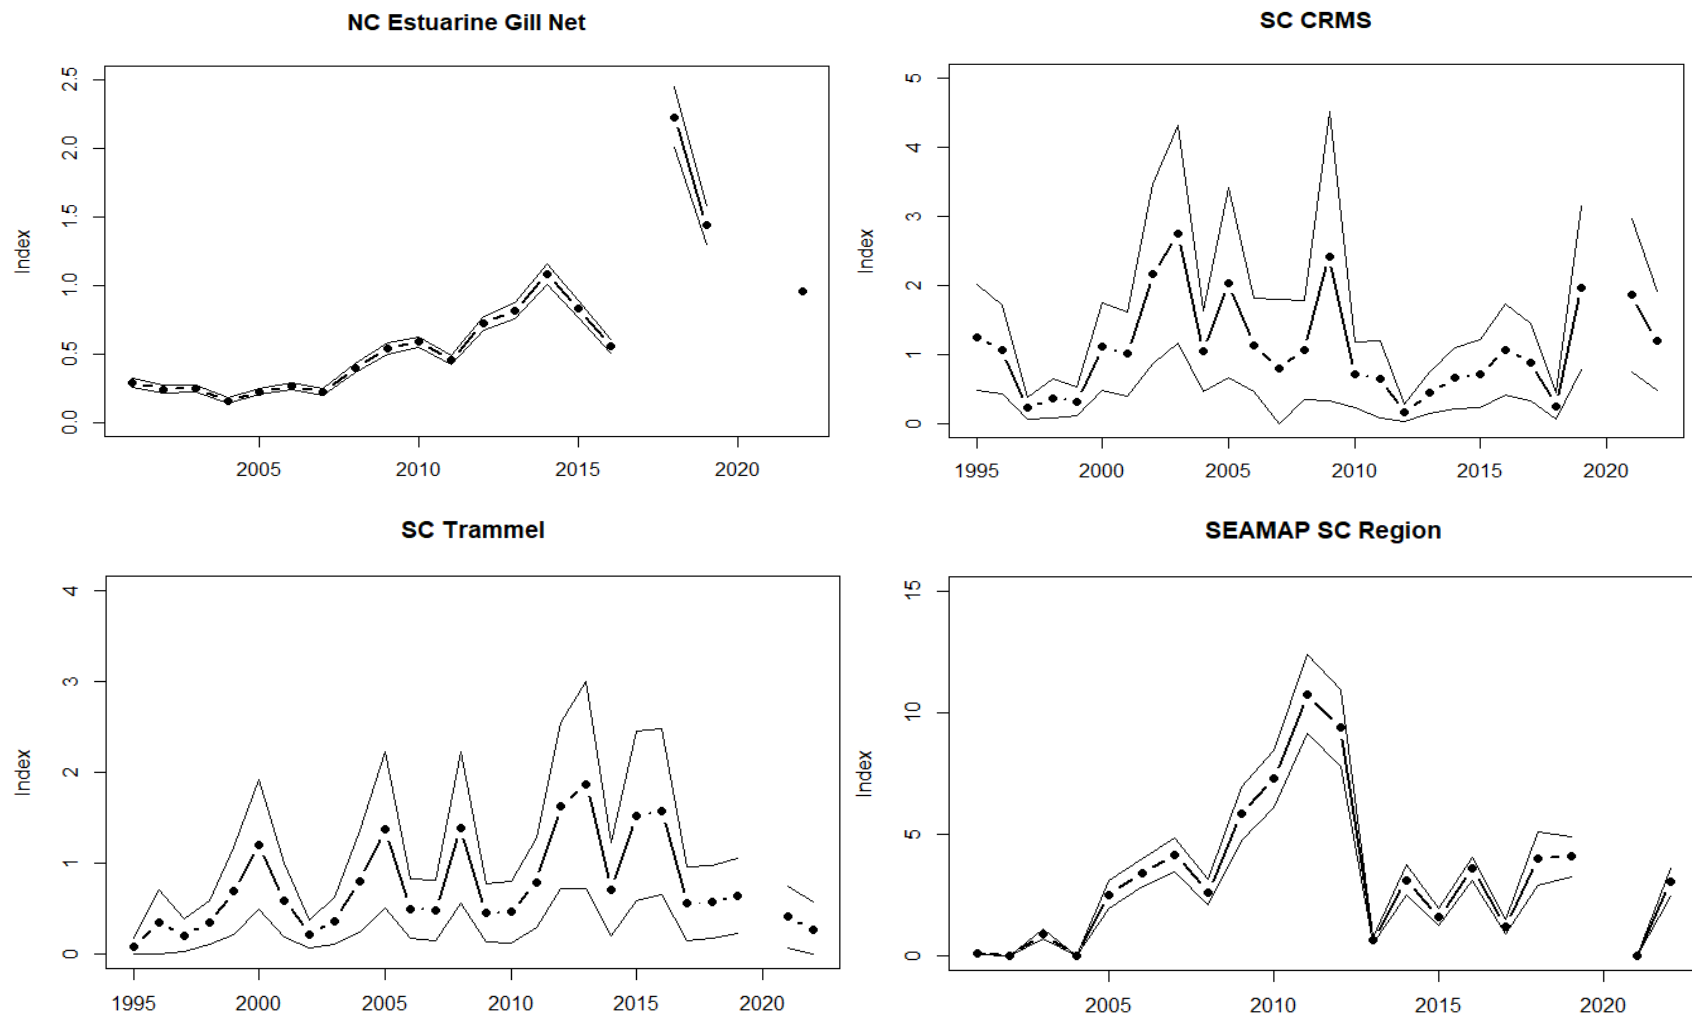 NC Estuarine Gill Net
Index
2.5
2.0
1.5
1.0
0.5
0.0
2005 2010 2015 2020
SC CRMS
Index
5
4
3
2
1
0
1995 2000 2005 2010 2015 2020
SC Trammel
Index
4
3
2
1
0
1995 2000 2005 2010 2015 2020
SEAMAP SC Region
Index
15
10
5
0
2005 2010 2015 2020